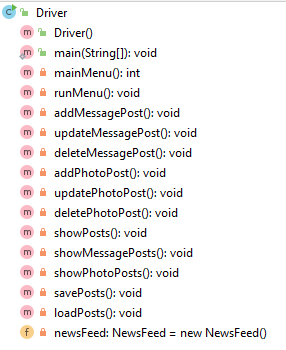 Driver
Driver()
main(String[]): void
mainMenu(): int
runMenu(): void
addMessagePost(): void
updateMessagePost(): void
deleteMessagePost(): void
addPhotoPost(): void
updatePhotoPost(): void
deletePhotoPost(): void
showPosts(): void
showMessagePosts(): void
showPhotoPosts(): void
savePosts(): void
loadPosts(): void
newsFeed: NewsFeed = new NewsFeed()